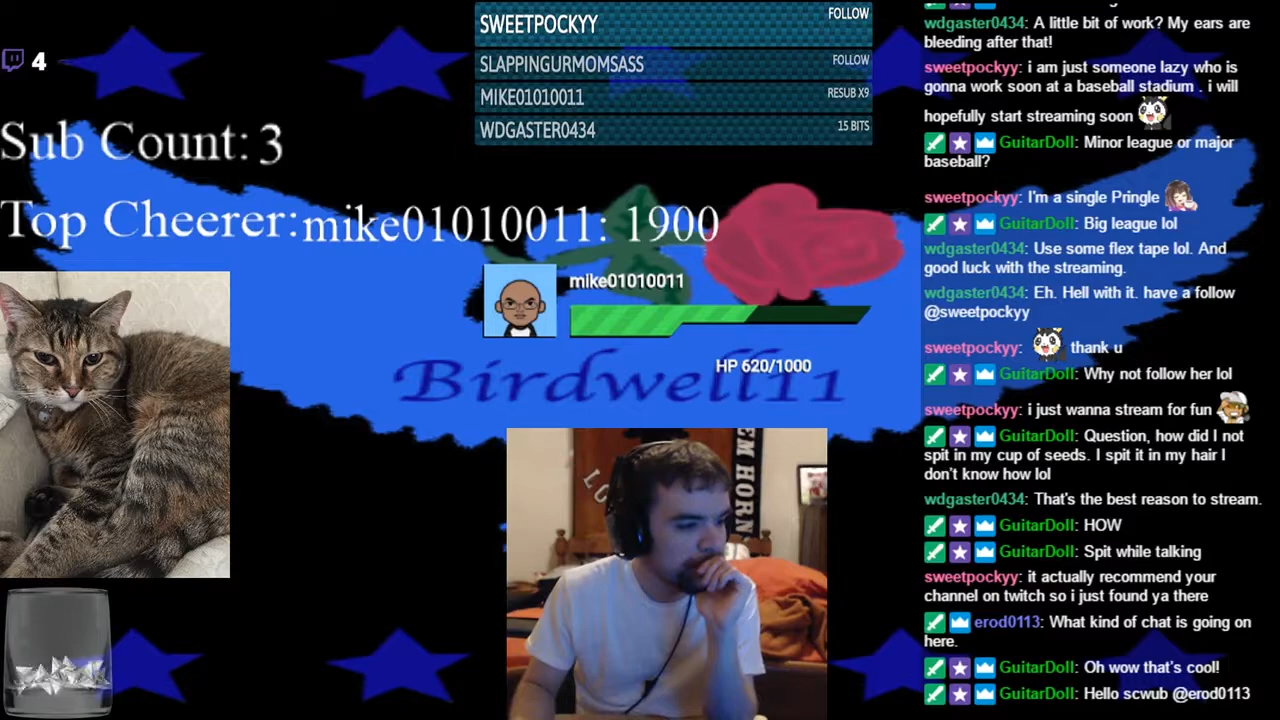 4
Sub Count: 3
Top Cheerer: mike01010011: 1900
SWEETPOCKYY FOLLOW
SLAPPINGURMOMSASS FOLLOW
MIKE01010011 RESUB X9
WDGASTER0434 15 BITS
mike01010011
HP 620/1000
Birdwell11
LO
EM HORN
wdgaster0434: A little bit of work? My ears are
bleeding after that!
sweetpockyy: i am just someone lazy who is
gonna work soon at a baseball stadium . i will
hopefully start streaming soon
GuitarDoll: Minor league or major
baseball?
sweetpockyy: I'm a single Pringle
GuitarDoll: Big league lol
wdgaster0434: Use some flex tape lol. And
good luck with the streaming.
wdgaster0434: Eh. Hell with it. have a follow
@sweetpockyy
sweetpockyy: thank u
GuitarDoll: Why not follow her lol
sweetpockyy: i just wanna stream for fun
GuitarDoll: Question, how did I not
spit in my cup of seeds. I spit it in my hair I
don't know how lol
wdgaster0434: That's the best reason to stream.
GuitarDoll: HOW
GuitarDoll: Spit while talking
sweetpockyy: it actually recommend your
channel on twitch so i just found ya there
erod0113: What kind of chat is going on
here.
GuitarDoll: Oh wow that's cool!
GuitarDoll: Hello scwub @erod0113